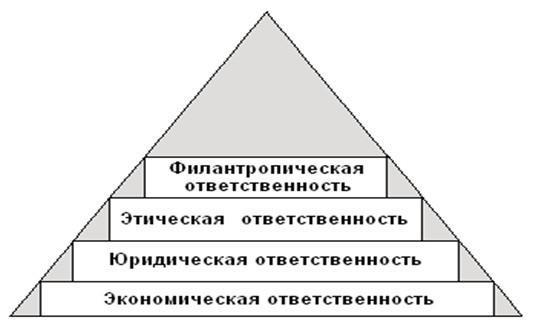 Филантропическая
ответственность
Этическая ответственность
Юридическая ответственность
Экономическая ответственность